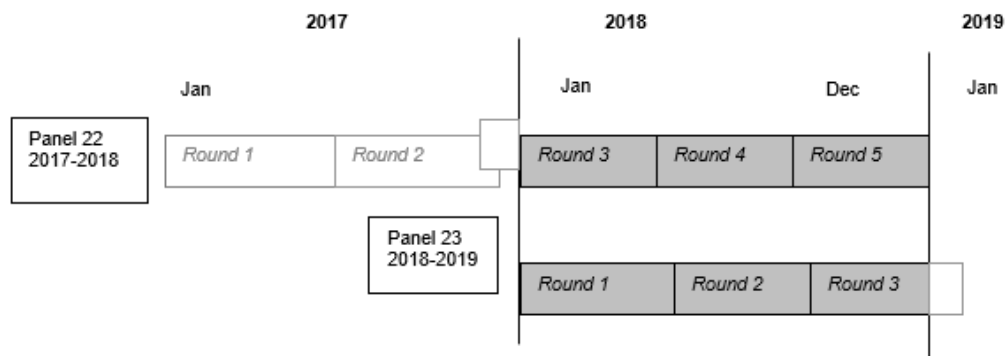 2017 2018 2019
Jan Jan Dec Jan
Panel 22
2017-2018
Round 1 Round 2 Round 3 Round 4 Round 5
Panel 23
2018-2019
Round 1 Round 2 Round 3